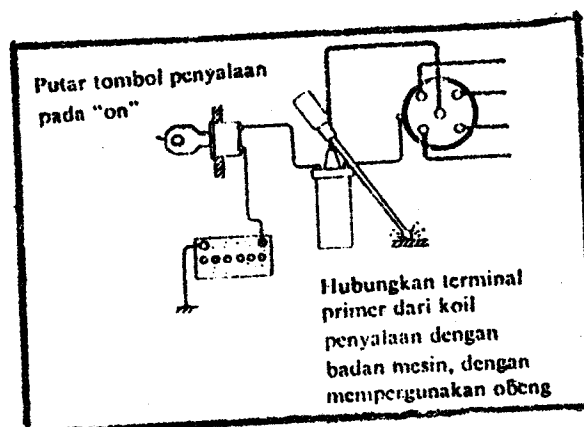 Putar tombol penyalaan
pada "on"
Hubungkan terminal
primer dari koil
penyalaan dengan
badan mesin, dengan
mempergunakan obeng